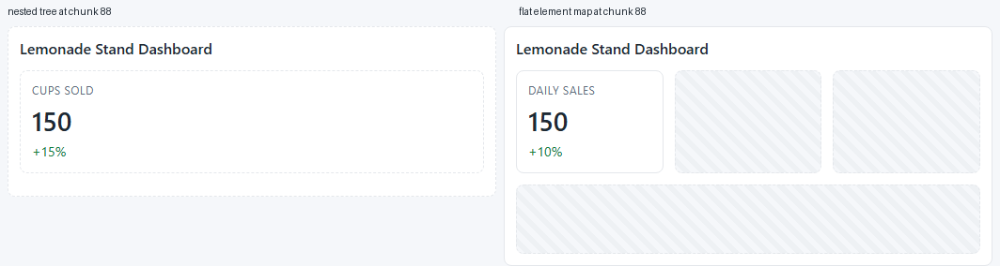 nested tree at chunk 88
Lemonade Stand Dashboard
CUPS SOLD
150
+15%
flat element map at chunk 88
Lemonade Stand Dashboard
DAILY SALES
150
+10%